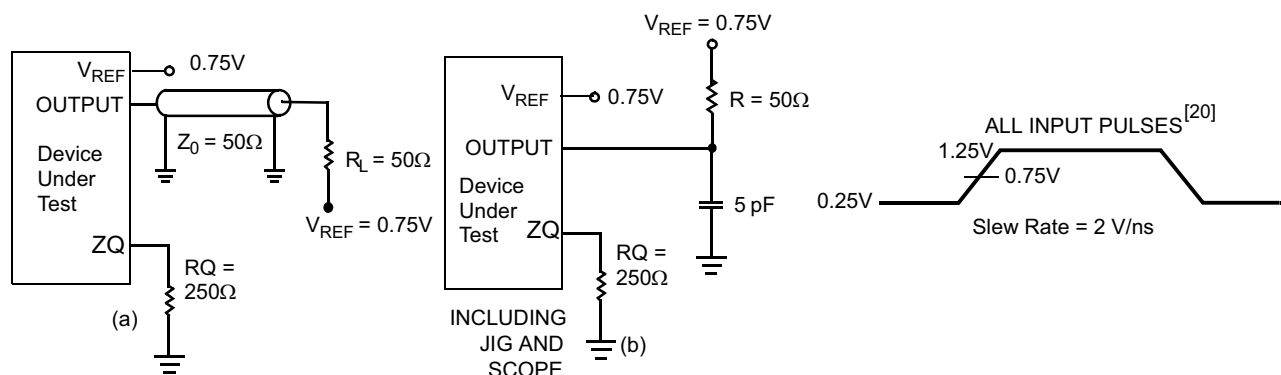 V_REF
0.75V
OUTPUT
Z_0 = 50Ω
Device
Under
Test
R_L = 50Ω
V_REF = 0.75V
ZQ
RQ =
250Ω
(a)
V_REF = 0.75V
V_REF
0.75V
R = 50Ω
OUTPUT
Device
Under
Test
5 pF
ZQ
RQ =
250Ω
INCLUDING
JIG AND
SCOPE
(b)
ALL INPUT PULSES[20]
1.25V
0.75V
0.25V
Slew Rate = 2 V/ns